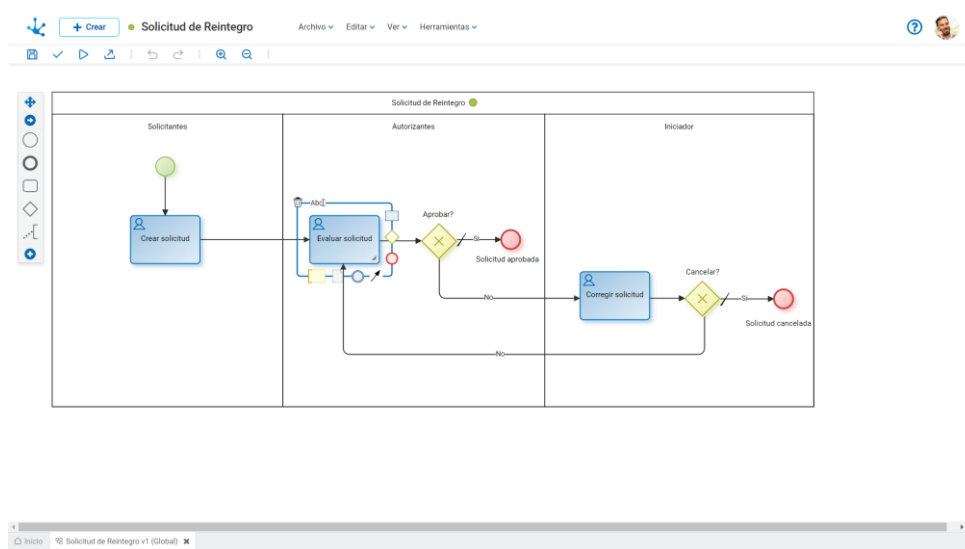 Crear
Solicitud de Reintegro
Archivo
Editar
Ver
Herramientas
Solicitud de Reintegro
Solicitantes
Autorizantes
Iniciador
Abc
Crear solicitud
Evaluar solicitud
Aprobar?
Si
Solicitud aprobada
No
Corregir solicitud
Cancelar?
Si
Solicitud cancelada
No
Inicio
Solicitud de Reintegro v1 (Global)